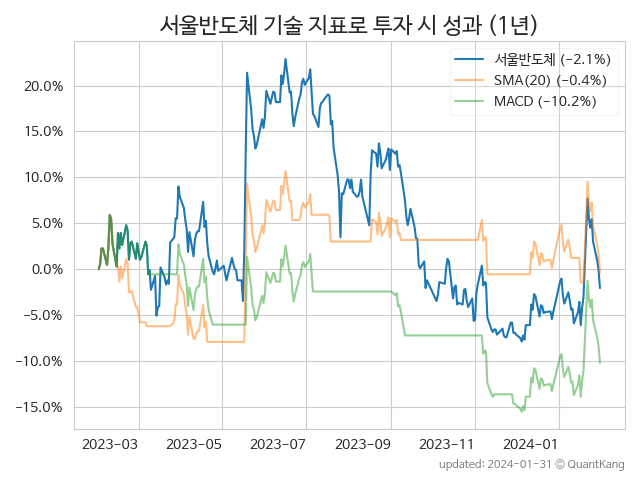 서울반도체 기술 지표로 투자 시 성과 (1년)
서울반도체 (−2.1%)
SMA(20) (−0.4%)
MACD (−10.2%)
20.0%
15.0%
10.0%
5.0%
0.0%
−5.0%
−10.0%
−15.0%
2023-03 2023-05 2023-07 2023-09 2023-11 2024-01
updated: 2024-01-31 © QuantKang